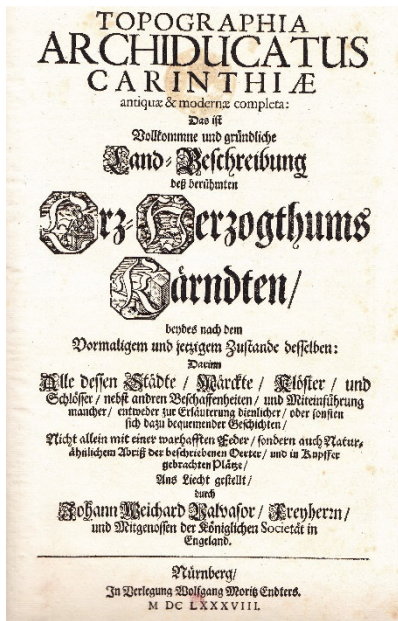 TOPOGRAPHIA
ARCHIDUCATUS
CARINTHIÆ
antiquæ & modernæ completa:
Das ist
Vollkommne und gründliche
Land-Beschreibung
deß berühmten
Erz-Herzogthums
Kärndten/
beydes nach dem
Vormaligem und jetzigem Zustande desselben:
Darinn
Alle dessen Städte / Märckte / Klöster / und
Schlösser / nebst andren Beschaffenheiten / und Miteinführung
mancher / entweder zur Erläuterung dienlicher / oder sonsten
sich dazu bequemender Geschichten /
Nicht allein mit einer warhafften Feder / sondern auch Natur-
ähnlichem Abriß der beschriebenen Oerter / und in Kupffer
gebrachten Plätze /
Ans Liecht gestellt /
durch
Johann Weichard Valvasor / Freyherrn /
und Mitgenossen der Königlichen Societät in
Engeland.
Nürnberg/
In Verlegung Wolfgang Moritz Endters.
M DC LXXXVIII.